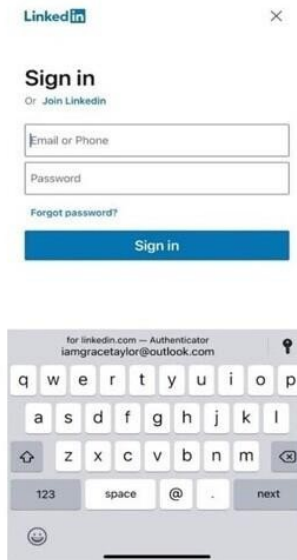 Linkedin
Sign in
Or Join Linkedin
Email or Phone
Password
Forgot password?
Sign in
for linkedin.com — Authenticator
iamgracetaylor@outlook.com
q w e r t y u i o p
a s d f g h j k l
z x c v b n m
123 space @ . next